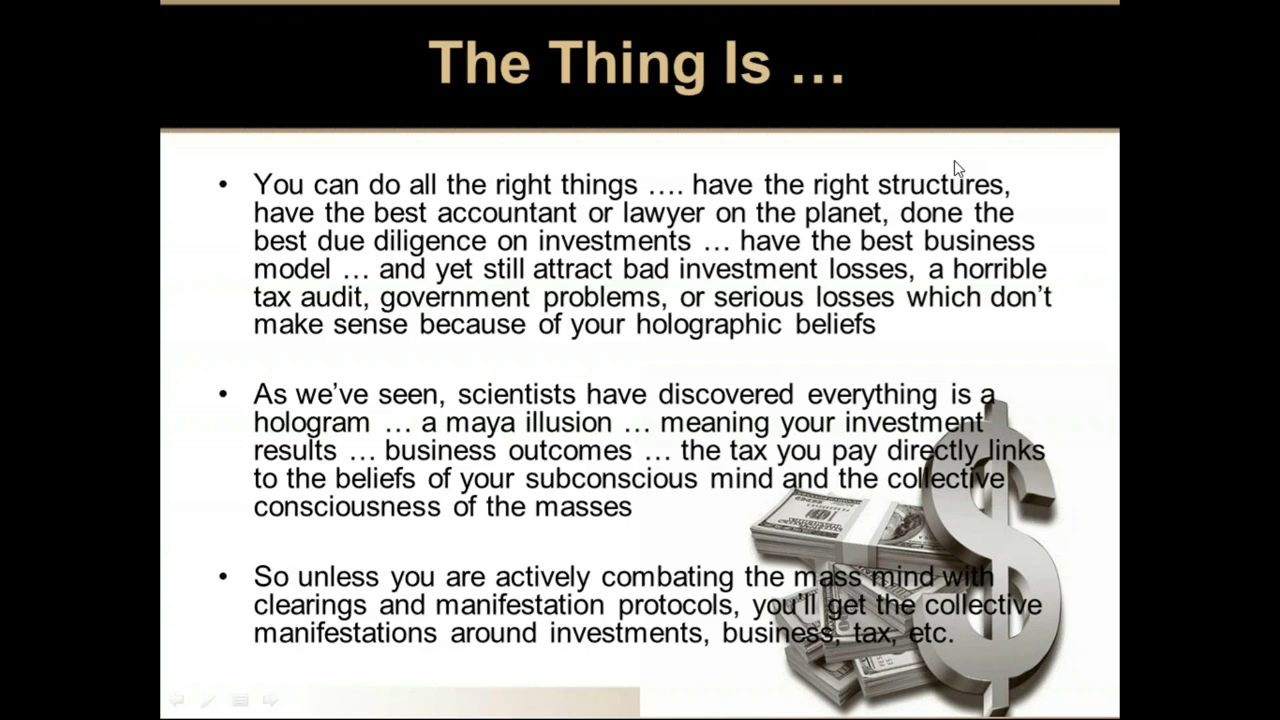 The Thing Is …
• You can do all the right things …. have the right structures,
have the best accountant or lawyer on the planet, done the
best due diligence on investments … have the best business
model … and yet still attract bad investment losses, a horrible
tax audit, government problems, or serious losses which don’t
make sense because of your holographic beliefs
• As we’ve seen, scientists have discovered everything is a
hologram … a maya illusion … meaning your investment
results … business outcomes … the tax you pay directly links
to the beliefs of your subconscious mind and the collective
consciousness of the masses
• So unless you are actively combating the mass mind with
clearings and manifestation protocols, you’ll get the collective
manifestations around investments, business, tax, etc.